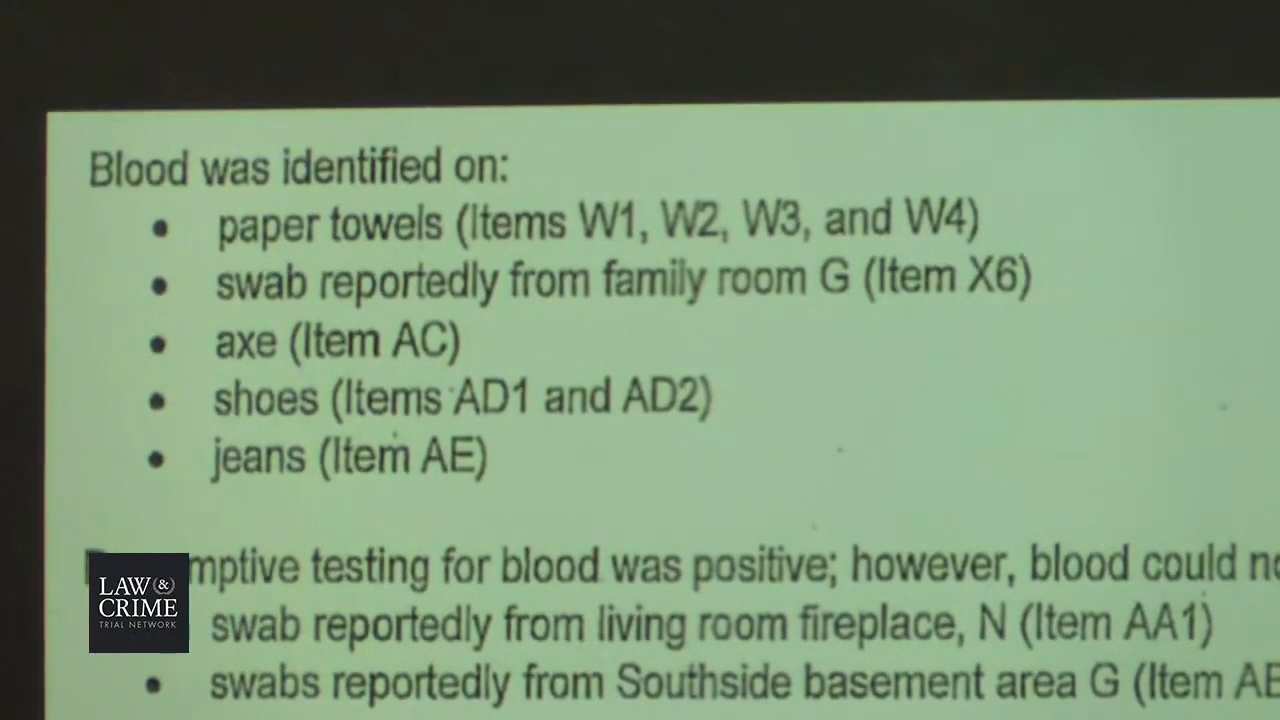 Blood was identified on:
• paper towels (Items W1, W2, W3, and W4)
• swab reportedly from family room G (Item X6)
• axe (Item AC)
• shoes (Items AD1 and AD2)
• jeans (Item AE)
testing for blood was positive; however, blood could
swab reportedly from living room fireplace, N (Item AA1)
• swabs reportedly from Southside basement area G (Item
LAW &
CRIME
TRIAL NETWORK